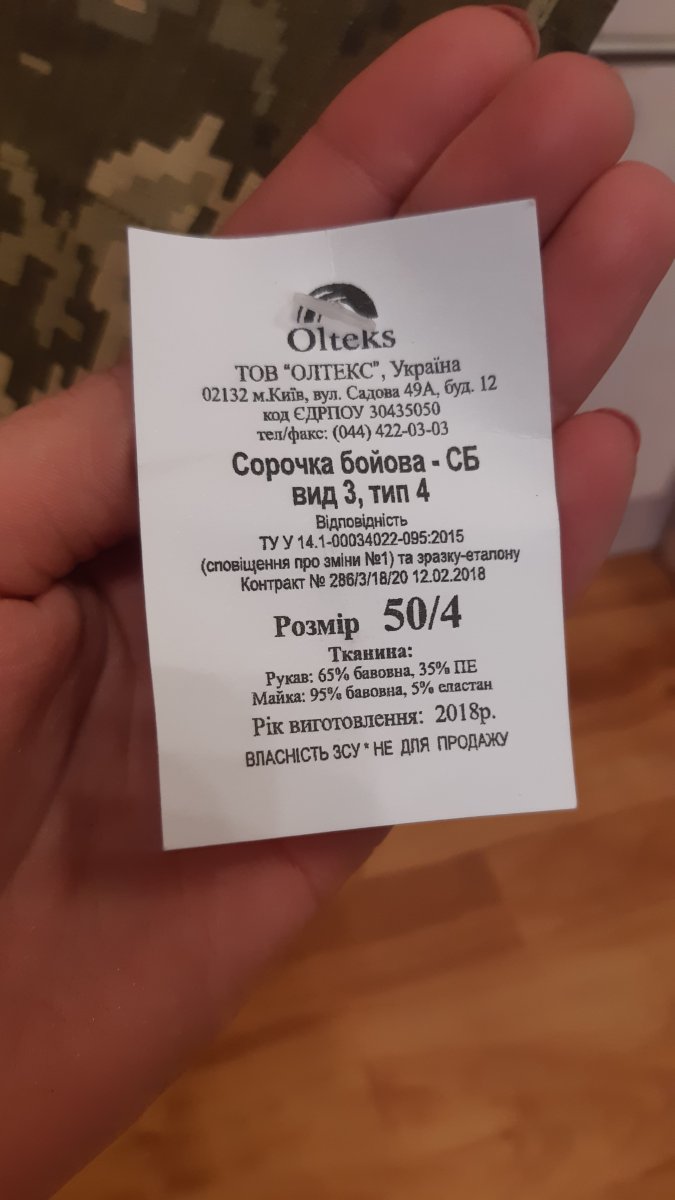 Olteks
ТОВ "ОЛТЕКС", Україна
02132 м.Київ, вул. Садова 49А, буд. 12
код ЄДРПОУ 30435050
тел/факс: (044) 422-03-03
Сорочка бойова - СБ
вид 3, тип 4
Відповідність
ТУ У 14.1-00034022-095:2015
(сповіщення про зміни №1) та зразку-еталону
Контракт № 286/3/18/20 12.02.2018
Розмір 50/4
Тканина:
Рукав: 65% бавовна, 35% ПЕ
Майка: 95% бавовна, 5% еластан
Рік виготовлення: 2018р.
ВЛАСНІСТЬ ЗСУ * НЕ ДЛЯ ПРОДАЖУ